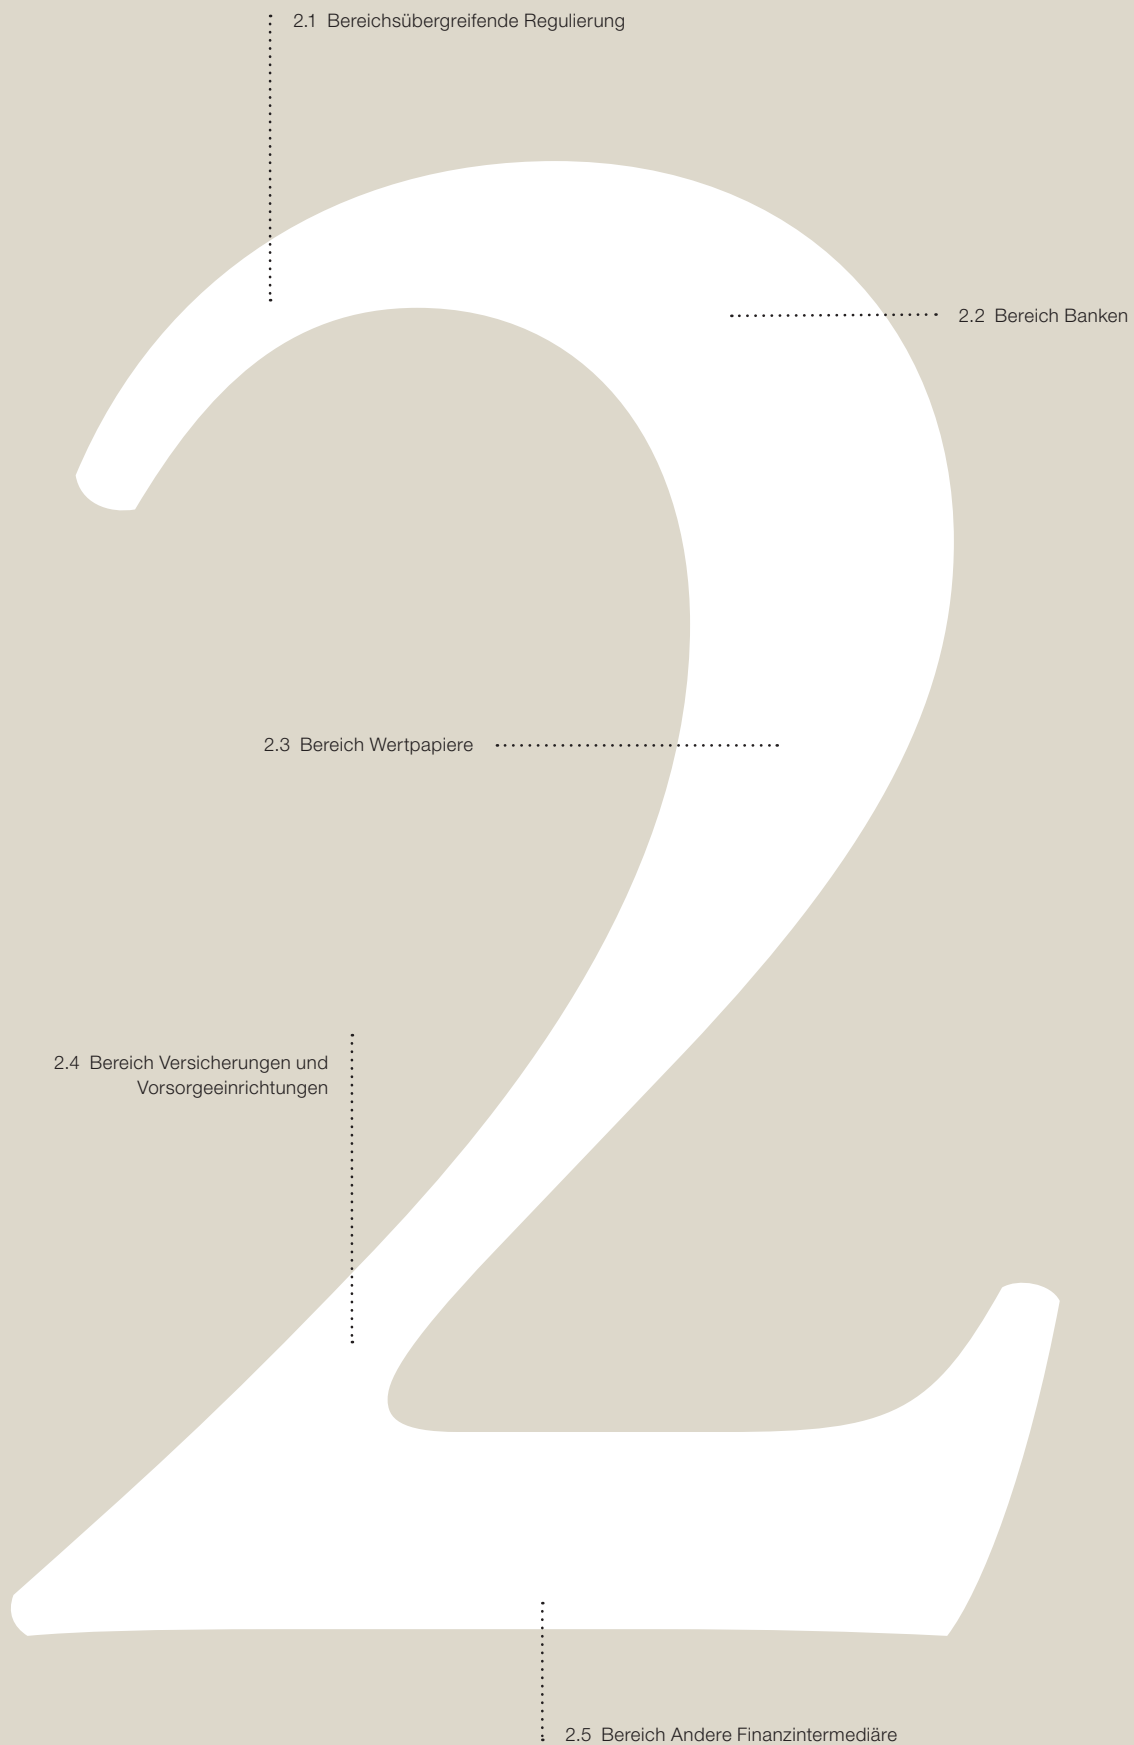 2.1 Bereichsübergreifende Regulierung
2.2 Bereich Banken
2
2.3 Bereich Wertpapiere
2.4 Bereich Versicherungen und
Vorsorgeeinrichtungen
2.5 Bereich Andere Finanzintermediäre